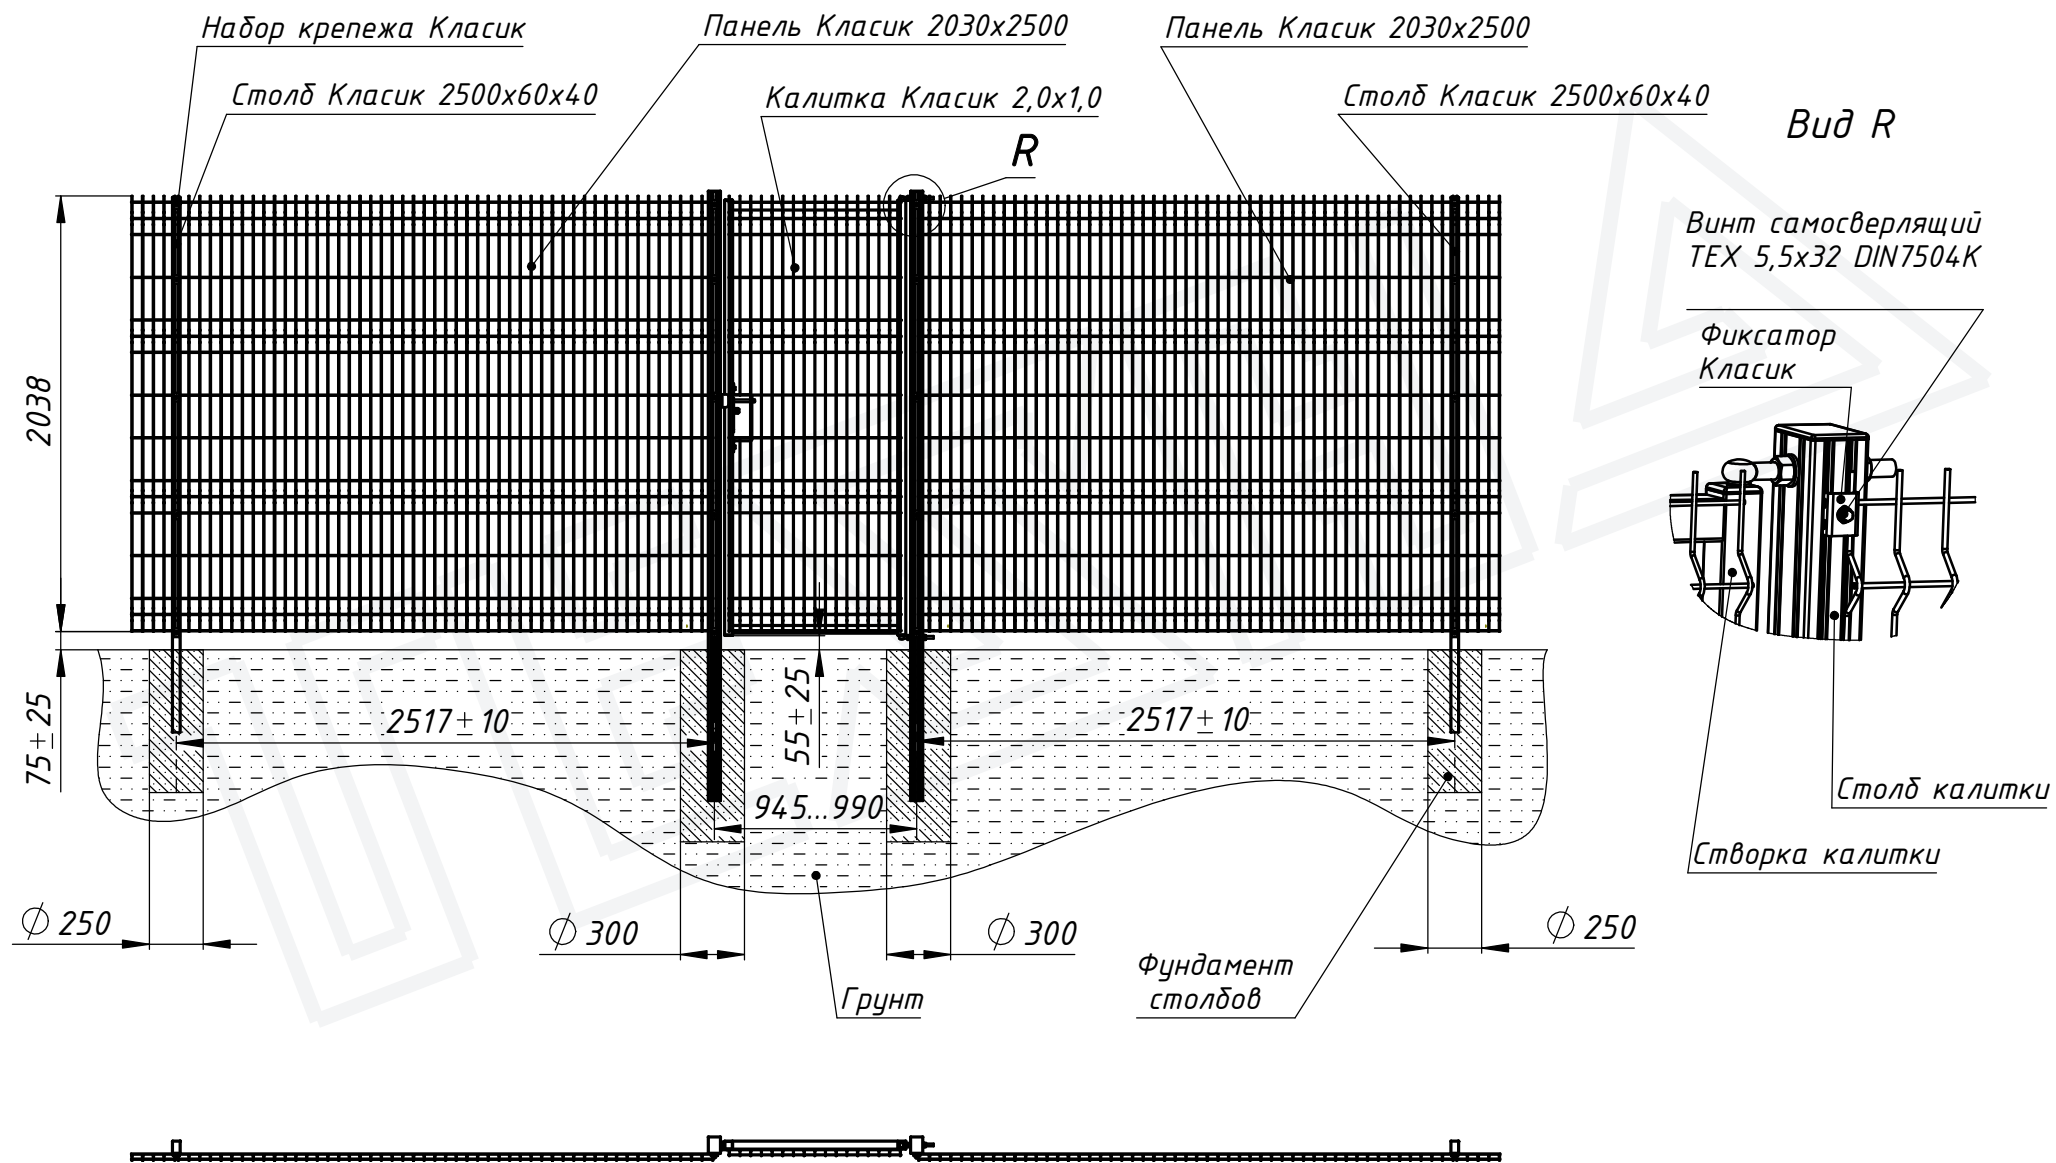 Набор крепежа Класик
Панель Класик 2030х2500
Панель Класик 2030х2500
Столб Класик 2500х60х40
Калитка Класик 2,0х1,0
Столб Класик 2500х60х40
R
Вид R
Винт самосверлящий
ТЕХ 5,5х32 DIN7504K
Фиксатор
Класик
2038
75±25
2517±10
55±25
2517±10
945...990
Столб калитки
Створка калитки
∅ 250
∅ 300
∅ 300
∅ 250
Фундамент
столбов
Грунт